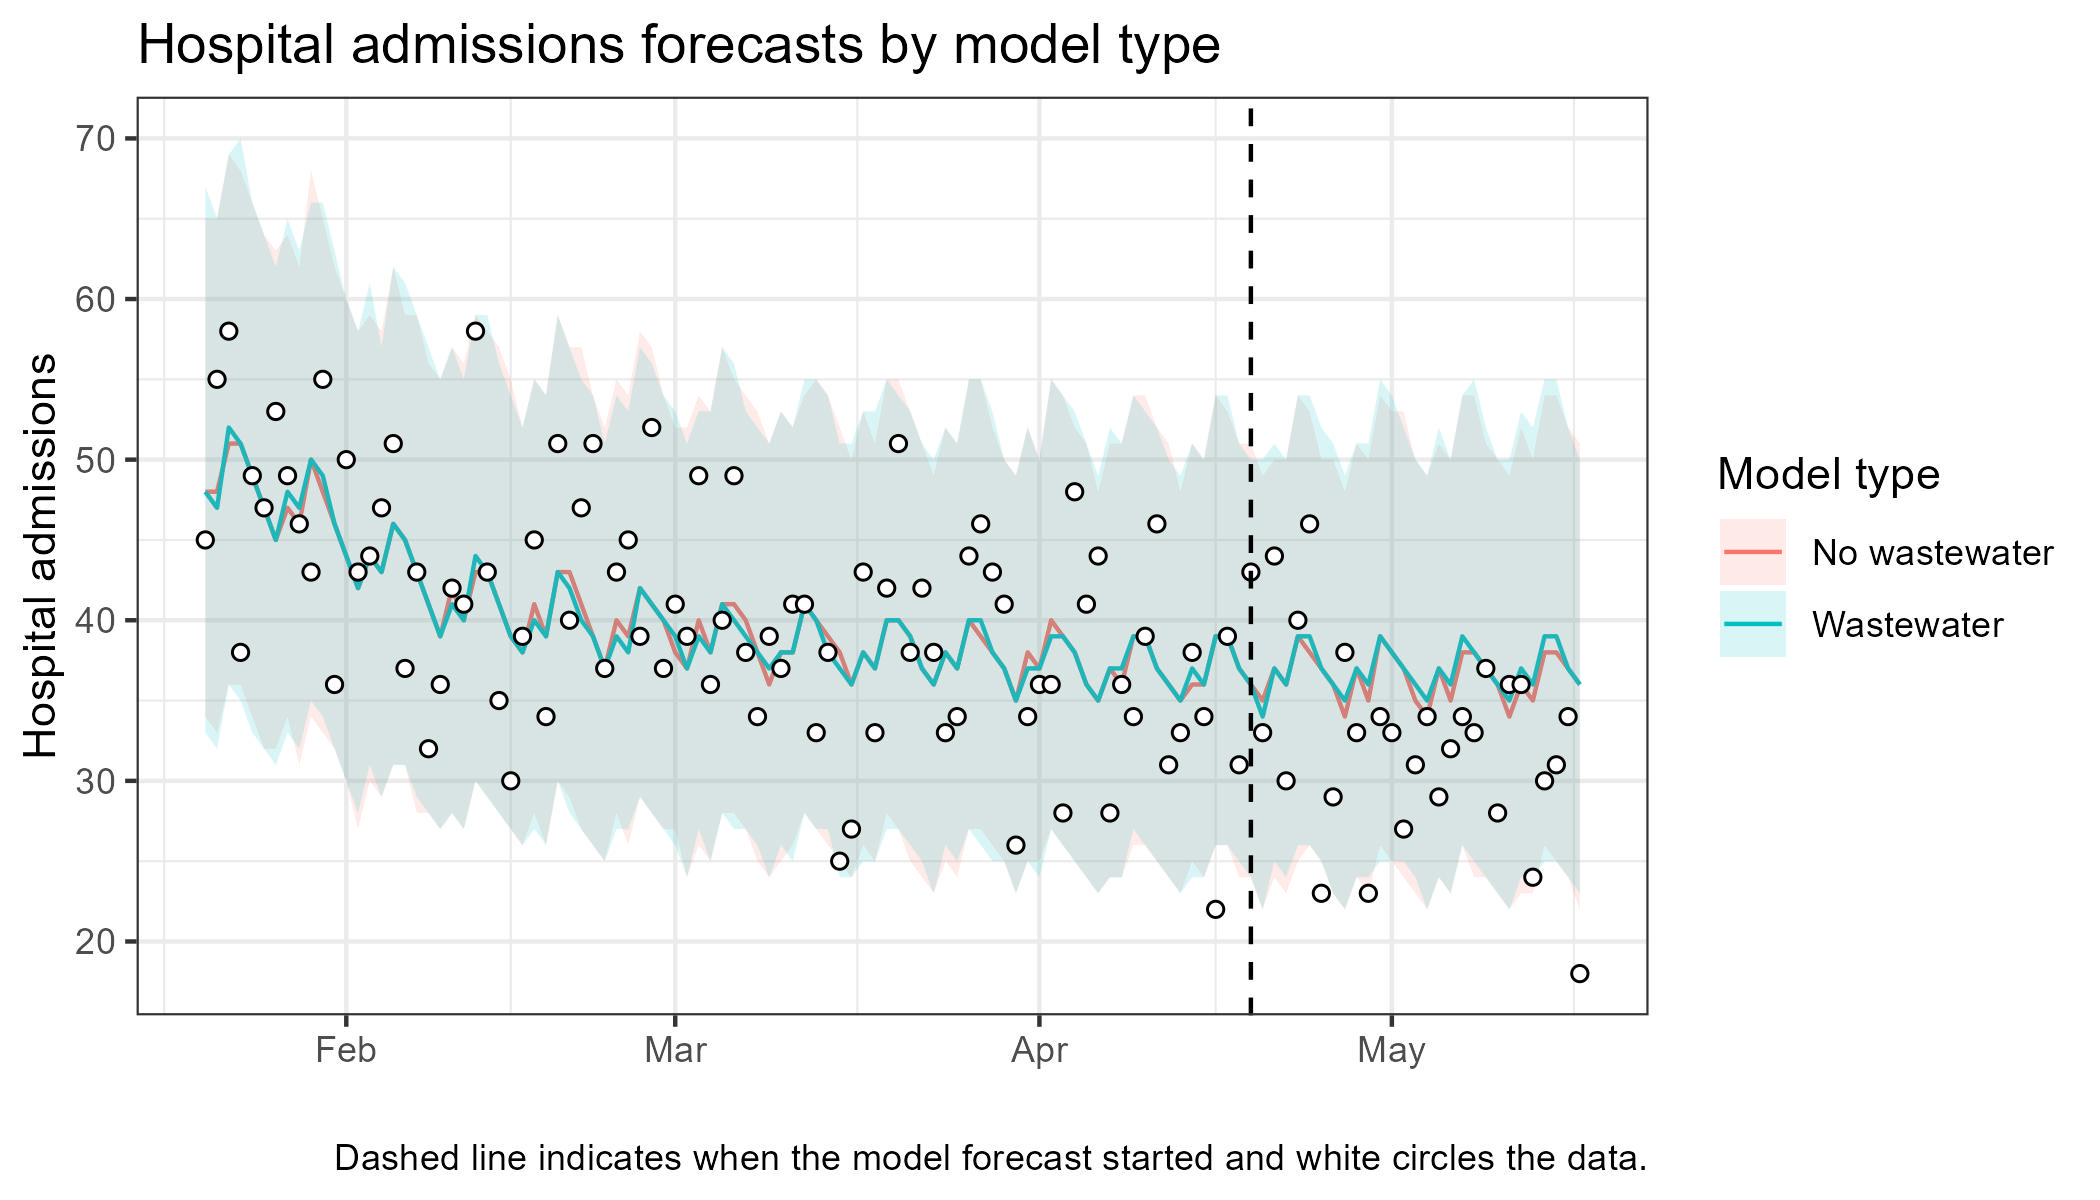 Hospital admissions forecasts by model type
Hospital admissions
70
60
50
40
30
20
Feb Mar Apr May
Model type
No wastewater
Wastewater
Dashed line indicates when the model forecast started and white circles the data.